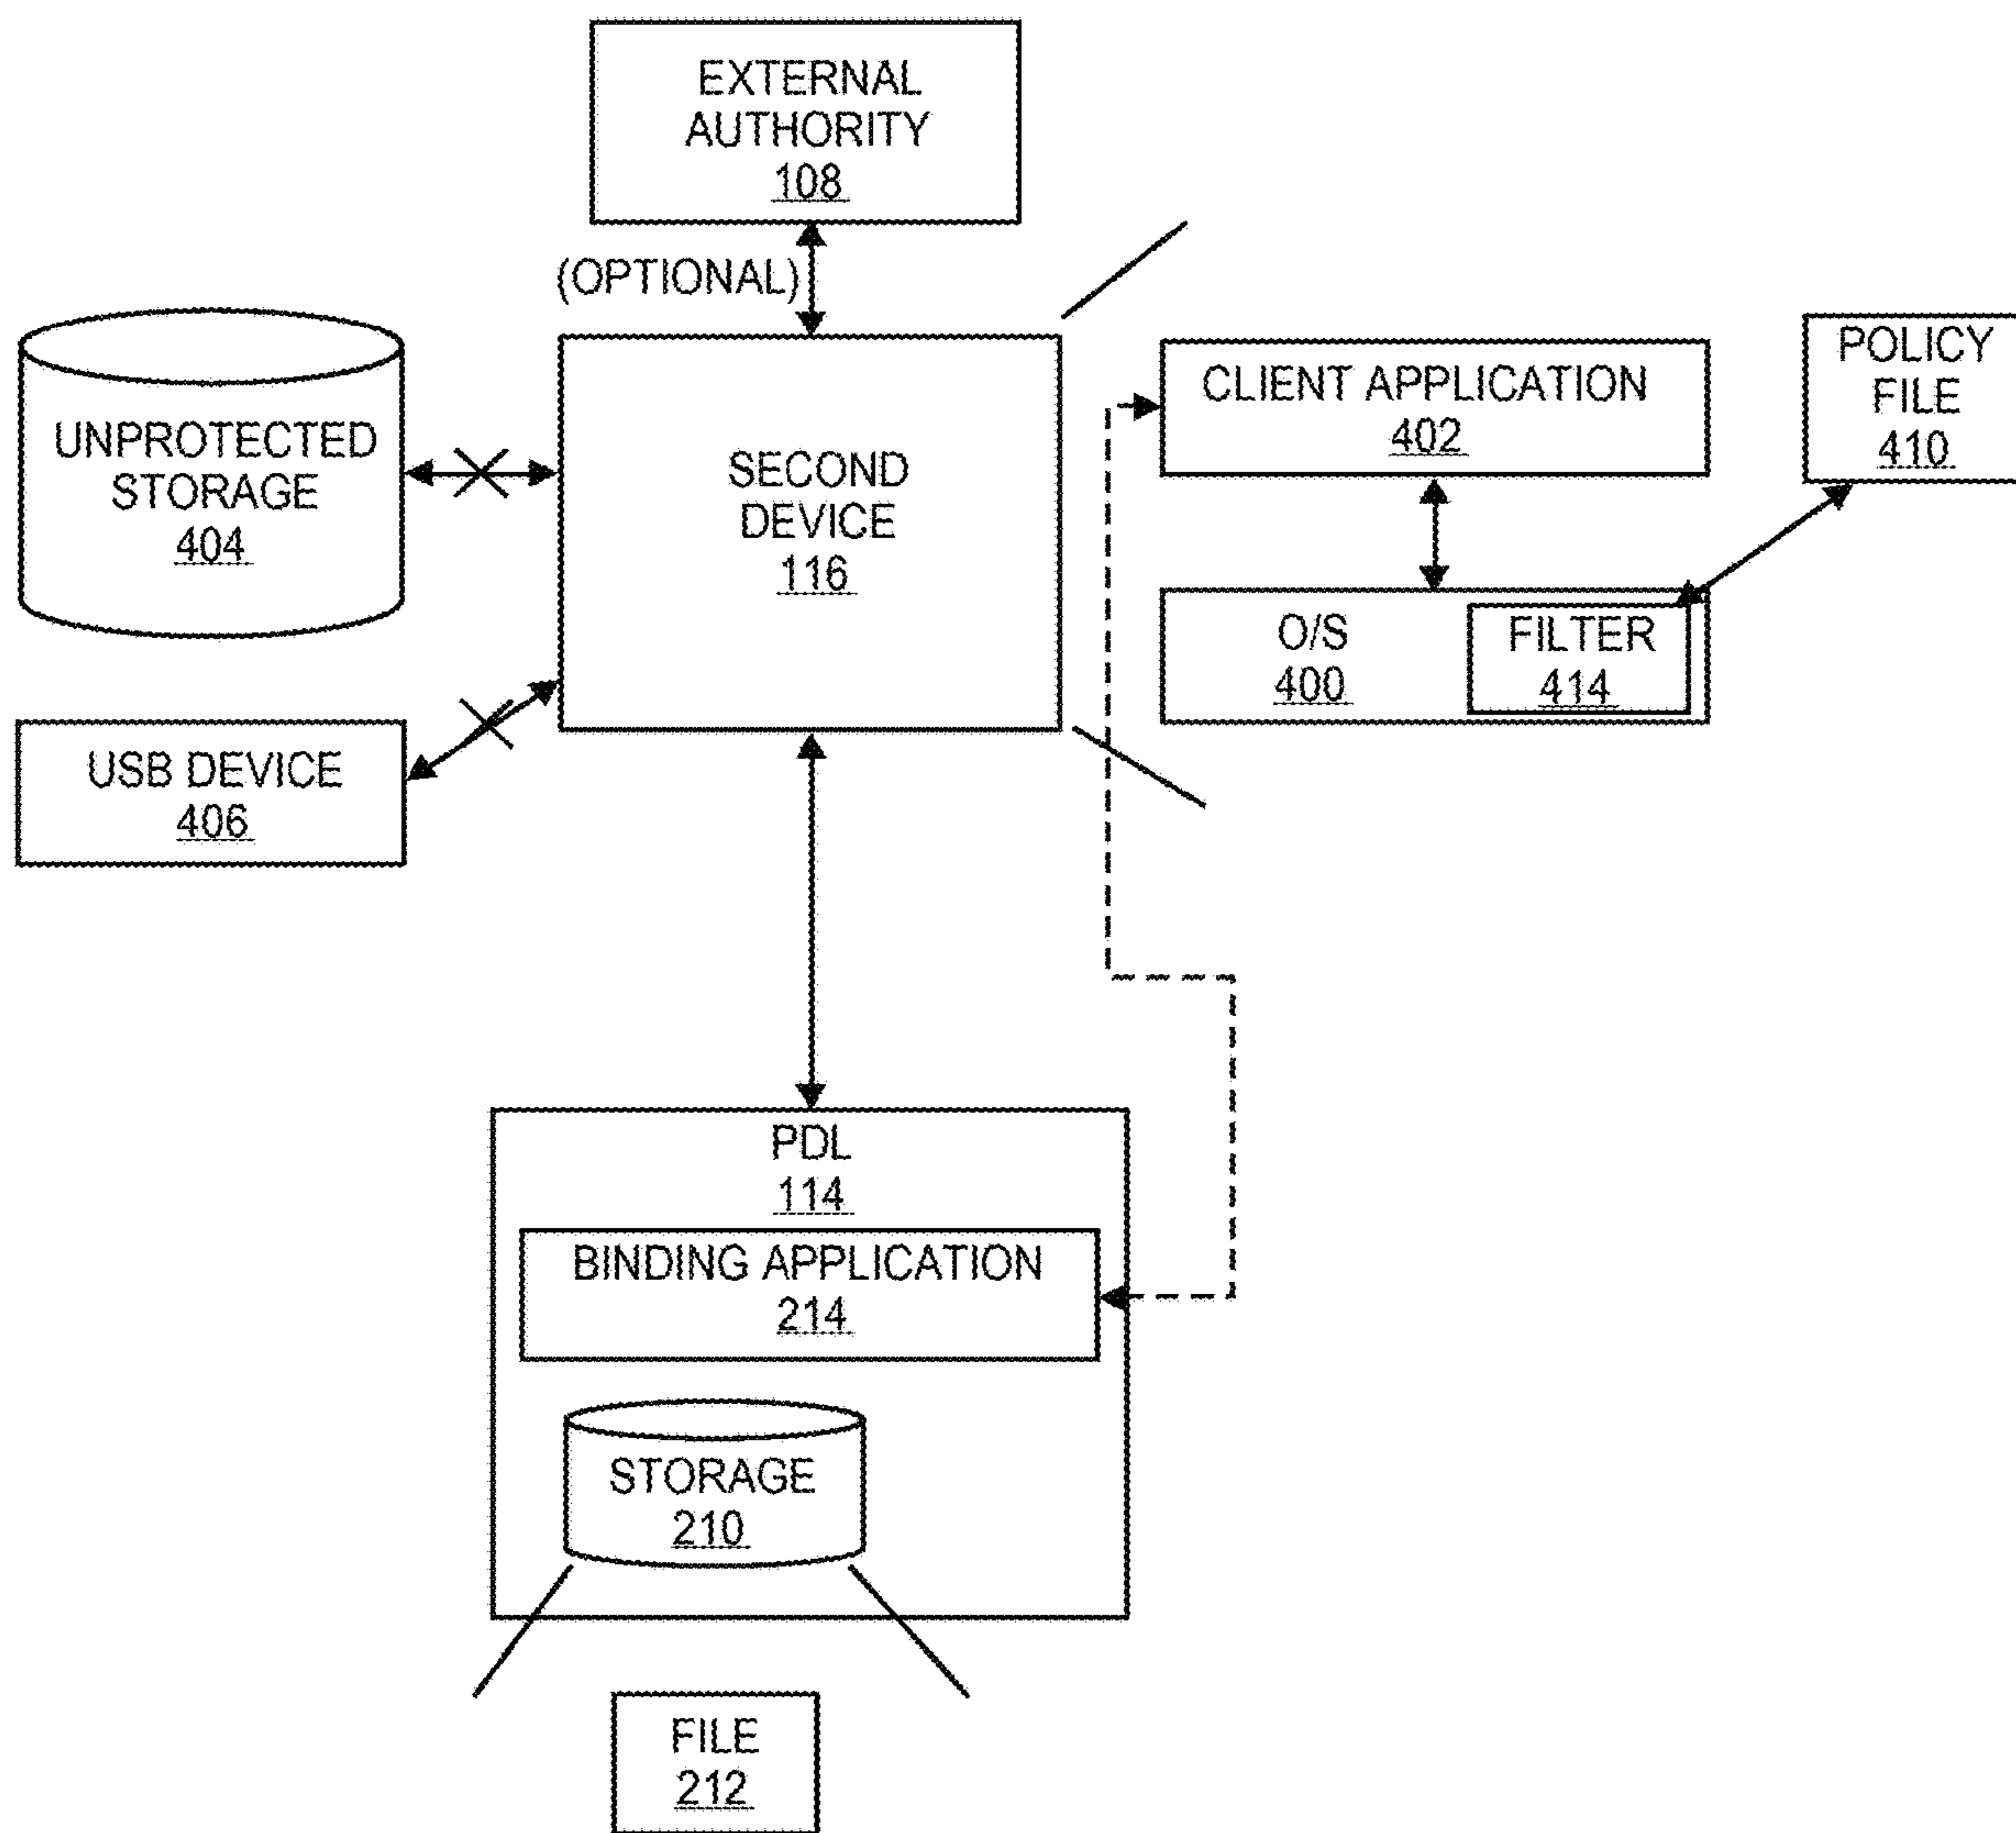 EXTERNAL
AUTHORITY
108
(OPTIONAL)
UNPROTECTED
STORAGE
404
SECOND
DEVICE
116
CLIENT APPLICATION
402
POLICY
FILE
410
O/S
400
FILTER
414
USB DEVICE
406
PDL
114
BINDING APPLICATION
214
STORAGE
210
FILE
212